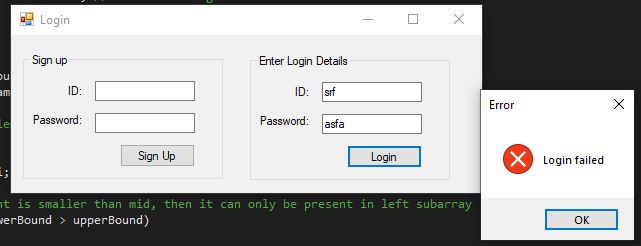 Login
Sign up
ID:
Password:
Sign Up
Enter Login Details
ID: srf
Password: asfa
Login
Error
Login failed
OK
nt is smaller than mid, then it can only be present in left subarray
werBound > upperBound)